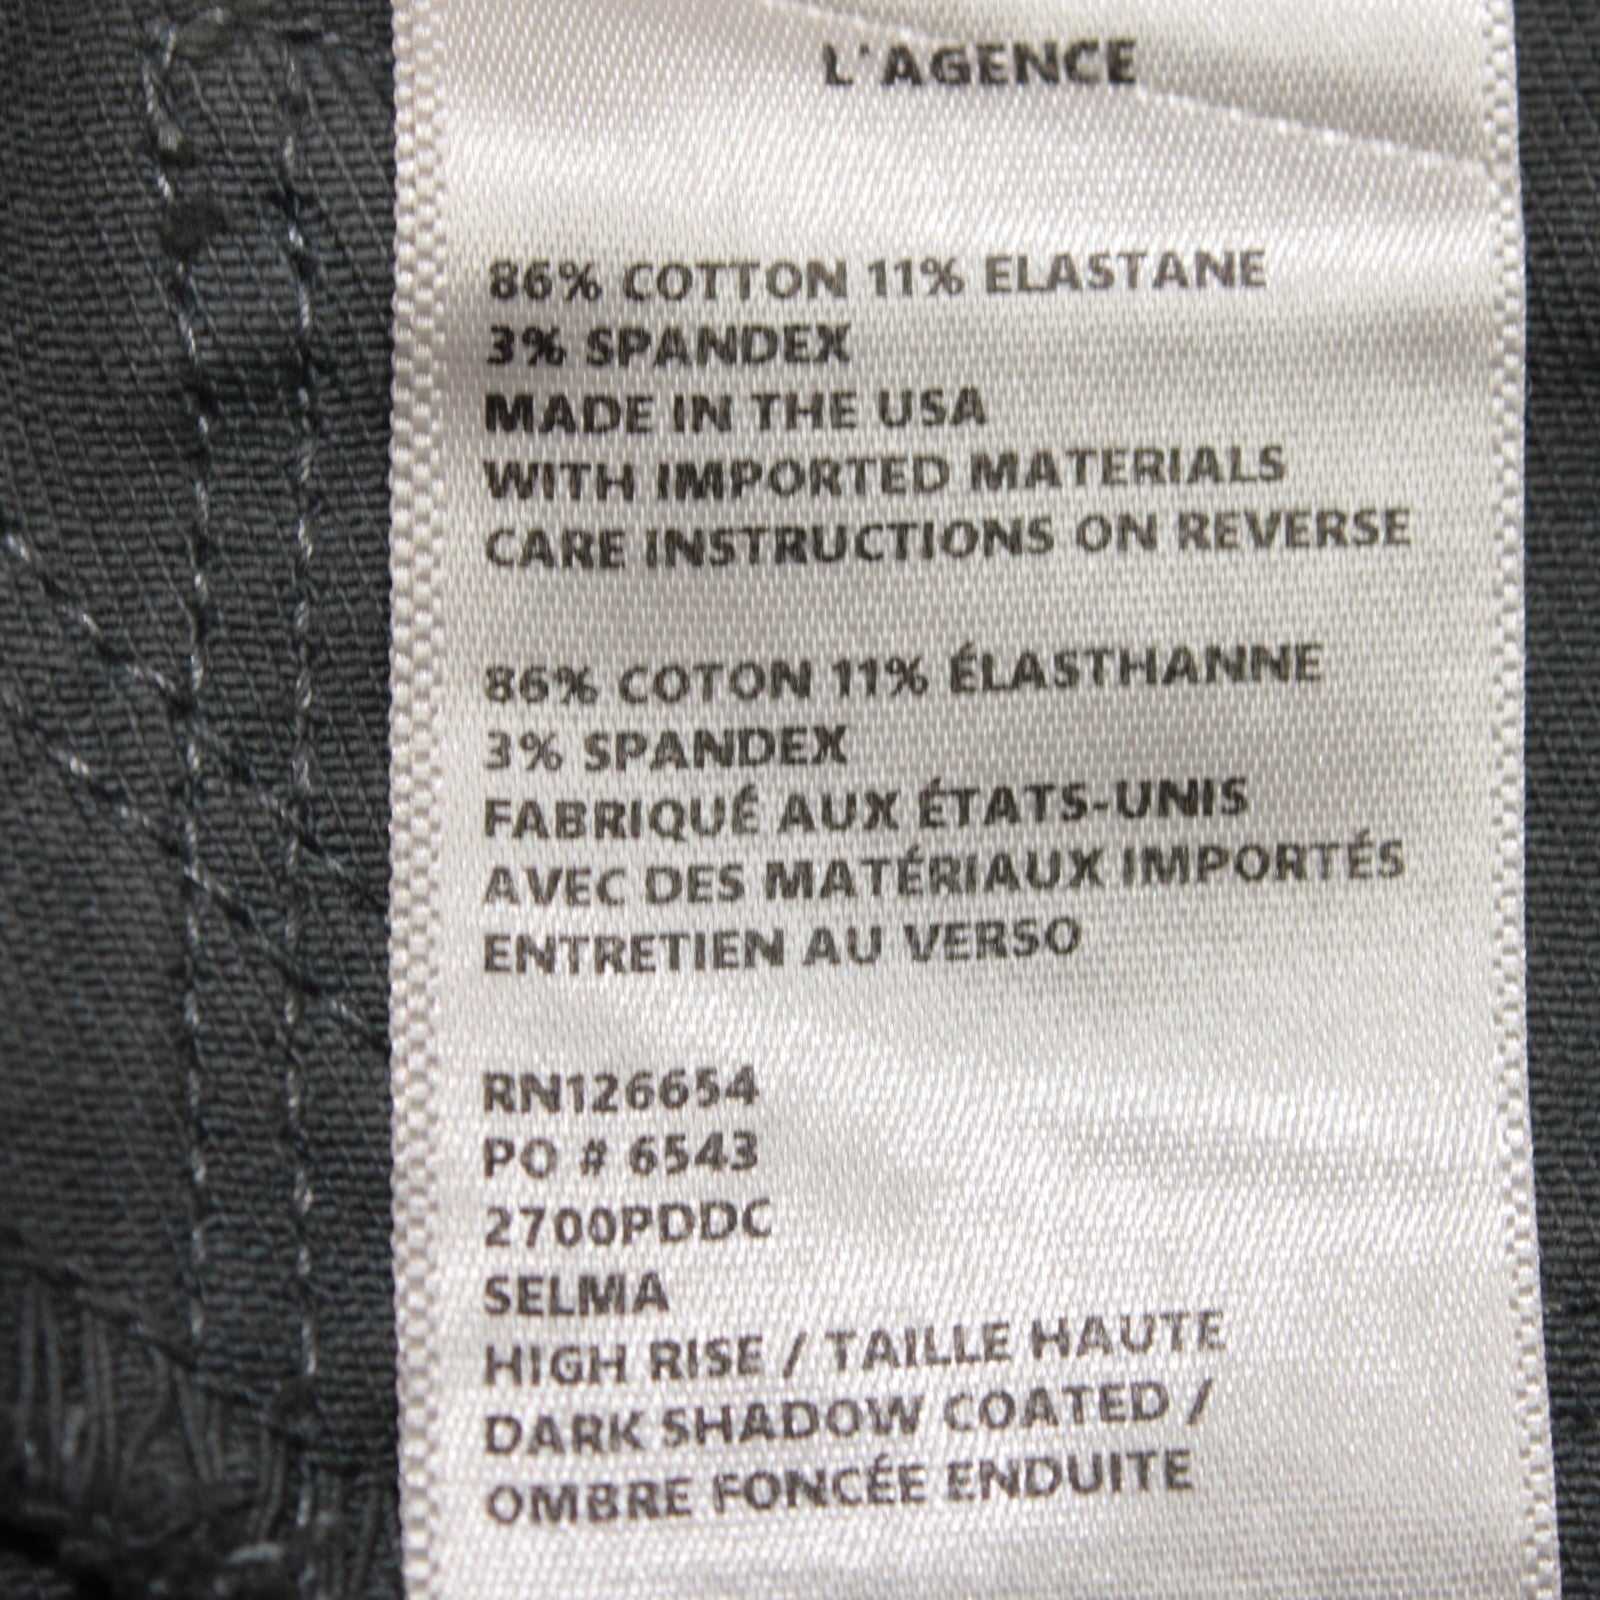 L'AGENCE
86% COTTON 11% ELASTANE
3% SPANDEX
MADE IN THE USA
WITH IMPORTED MATERIALS
CARE INSTRUCTIONS ON REVERSE
86% COTON 11% ÉLASTHANNE
3% SPANDEX
FABRIQUÉ AUX ÉTATS-UNIS
AVEC DES MATÉRIAUX IMPORTÉS
ENTRETIEN AU VERSO
RN126654
PO # 6543
2700PDDC
SELMA
HIGH RISE / TAILLE HAUTE
DARK SHADOW COATED /
OMBRE FONCÉE ENDUITE